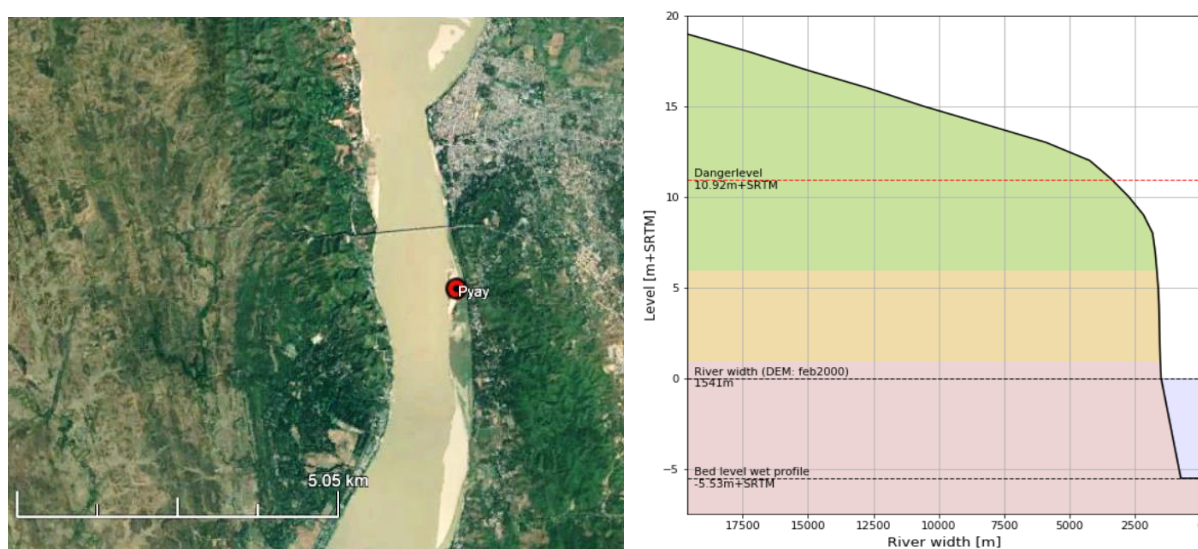 Pyay
5.05 km
20
15
10
5
0
−5
Level [m+SRTM]
Dangerlevel
10.92m+SRTM
River width (DEM: feb2000)
1541m
Bed level wet profile
-5.53m+SRTM
17500 15000 12500 10000 7500 5000 2500
River width [m]